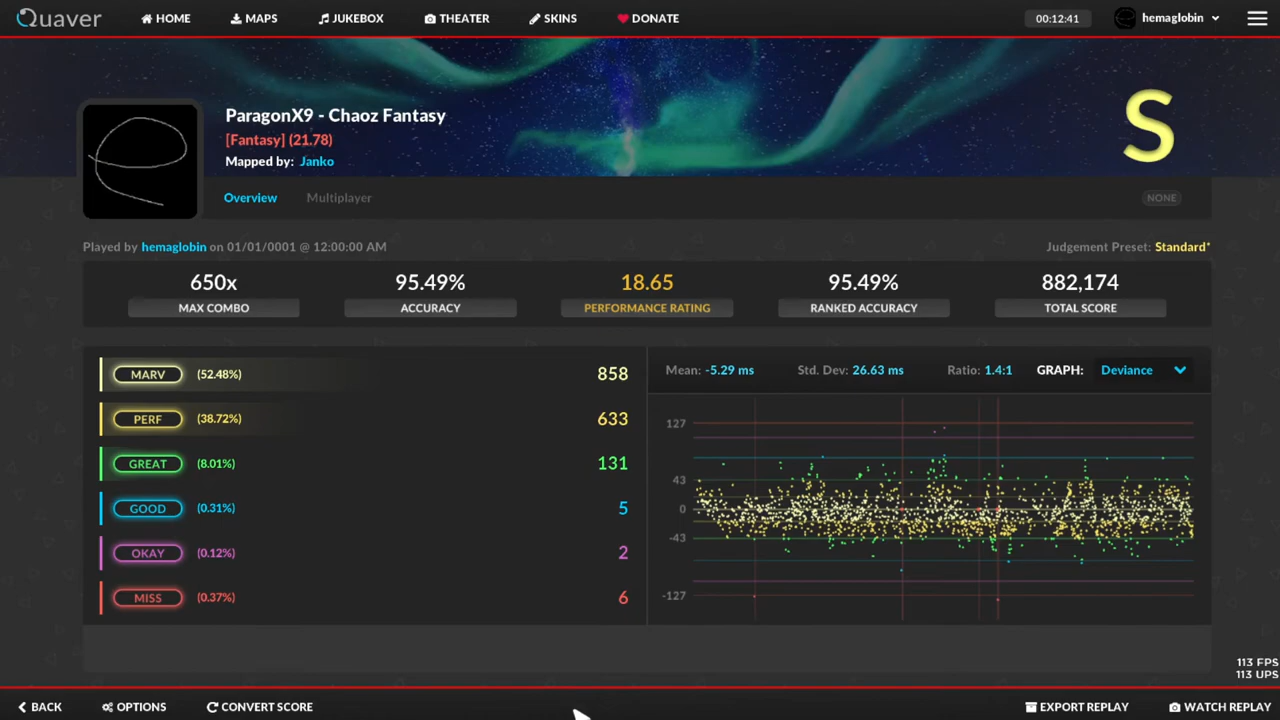 Quaver HOME MAPS JUKEBOX THEATER SKINS DONATE 00:12:41 hemaglobin
ParagonX9 - Chaoz Fantasy
[Fantasy] (21.78)
Mapped by: Janko
S
Overview Multiplayer NONE
Played by hemaglobin on 01/01/0001 @ 12:00:00 AM Judgement Preset: Standard*
650x 95.49% 18.65 95.49% 882,174
MAX COMBO ACCURACY PERFORMANCE RATING RANKED ACCURACY TOTAL SCORE
MARV (52.48%) 858
PERF (38.72%) 633
GREAT (8.01%) 131
GOOD (0.31%) 5
OKAY (0.12%) 2
MISS (0.37%) 6
Mean: -5.29 ms Std. Dev: 26.63 ms Ratio: 1.4:1 GRAPH: Deviance
127
43
0
-43
-127
113 FPS
113 UPS
BACK OPTIONS CONVERT SCORE EXPORT REPLAY WATCH REPLAY